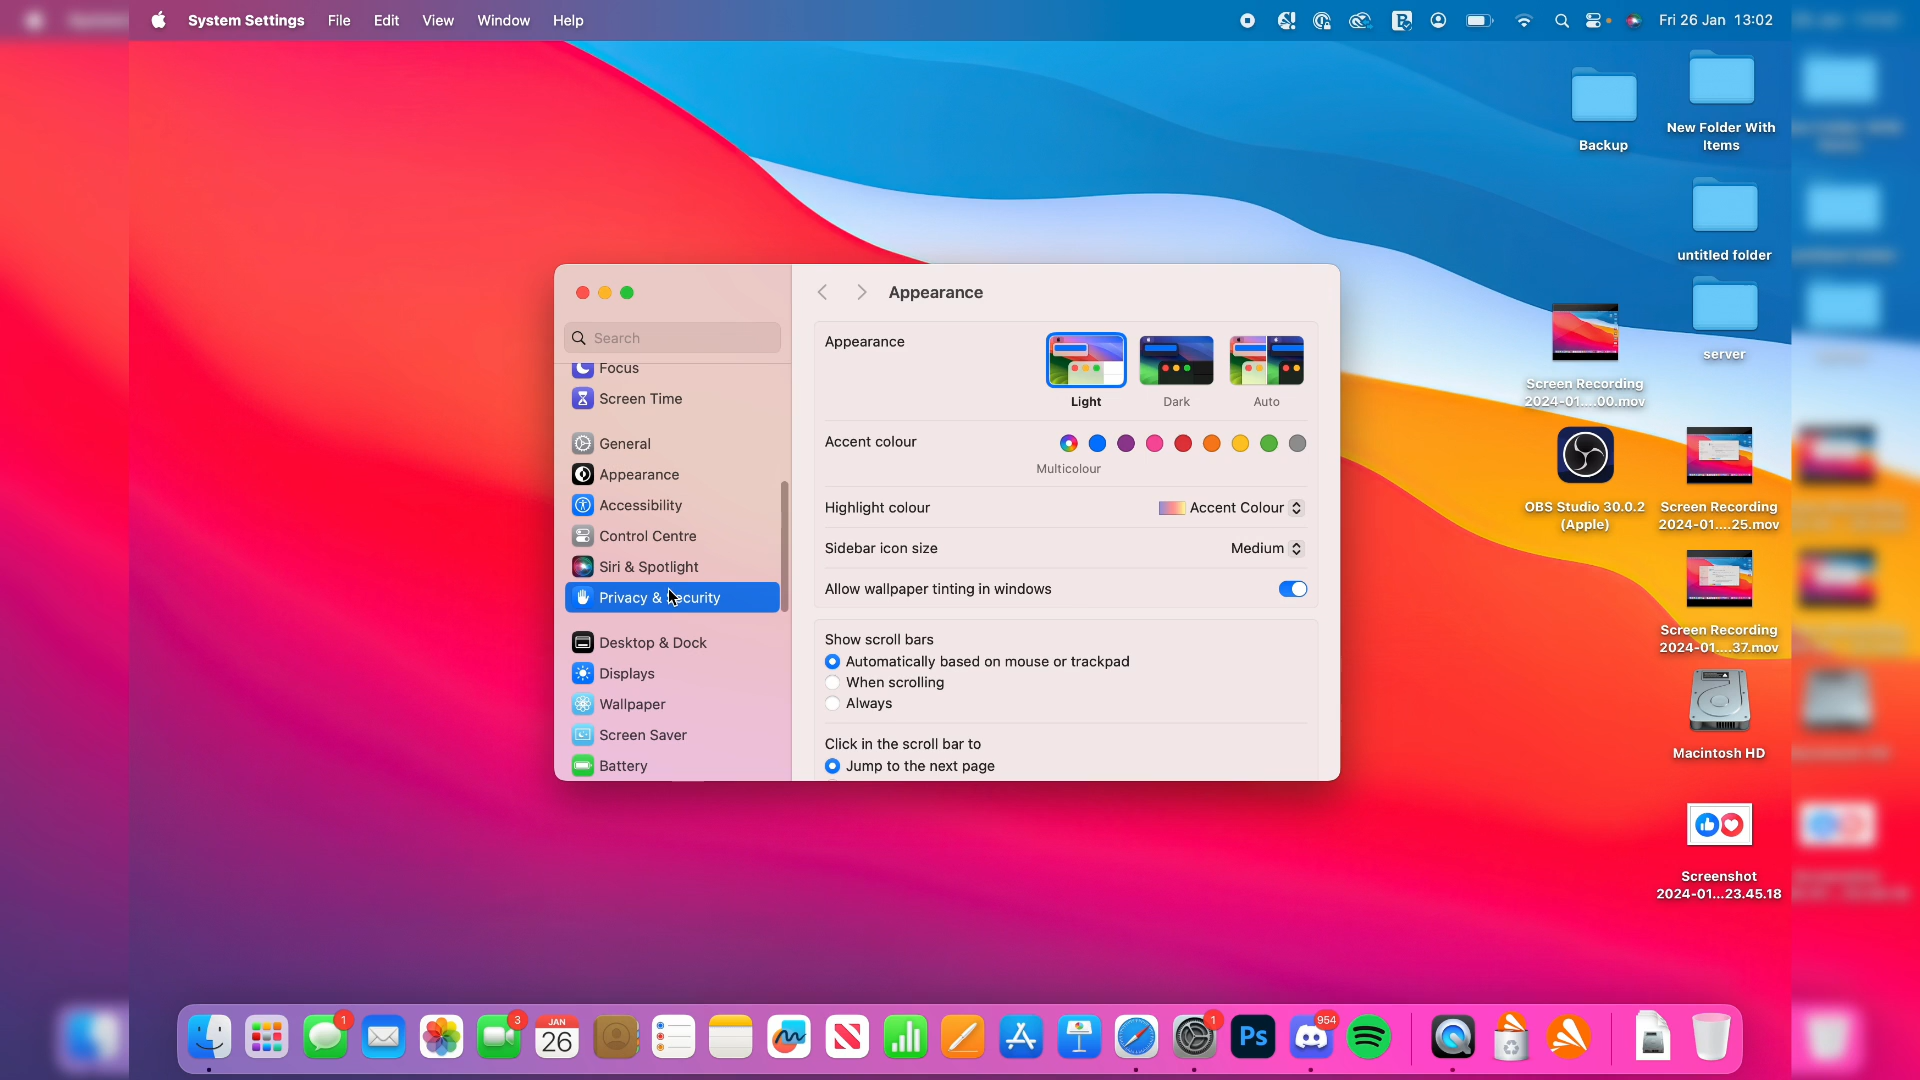 System Settings File Edit View Window Help
Fri 26 Jan 13:02
Backup
New Folder With
Items
untitled folder
server
Screen Recording
2024-01....00.mov
OBS Studio 30.0.2
(Apple)
Screen Recording
2024-01....25.mov
Screen Recording
2024-01....37.mov
Macintosh HD
Screenshot
2024-01...23.45.18
Search
Focus
Screen Time
General
Appearance
Accessibility
Control Centre
Siri & Spotlight
Privacy & Security
Desktop & Dock
Displays
Wallpaper
Screen Saver
Battery
Appearance
Appearance
Light
Dark
Auto
Accent colour
Multicolour
Highlight colour
Accent Colour
Sidebar icon size
Medium
Allow wallpaper tinting in windows
Show scroll bars
Automatically based on mouse or trackpad
When scrolling
Always
Click in the scroll bar to
Jump to the next page
1
3
JAN
26
1
Ps
954